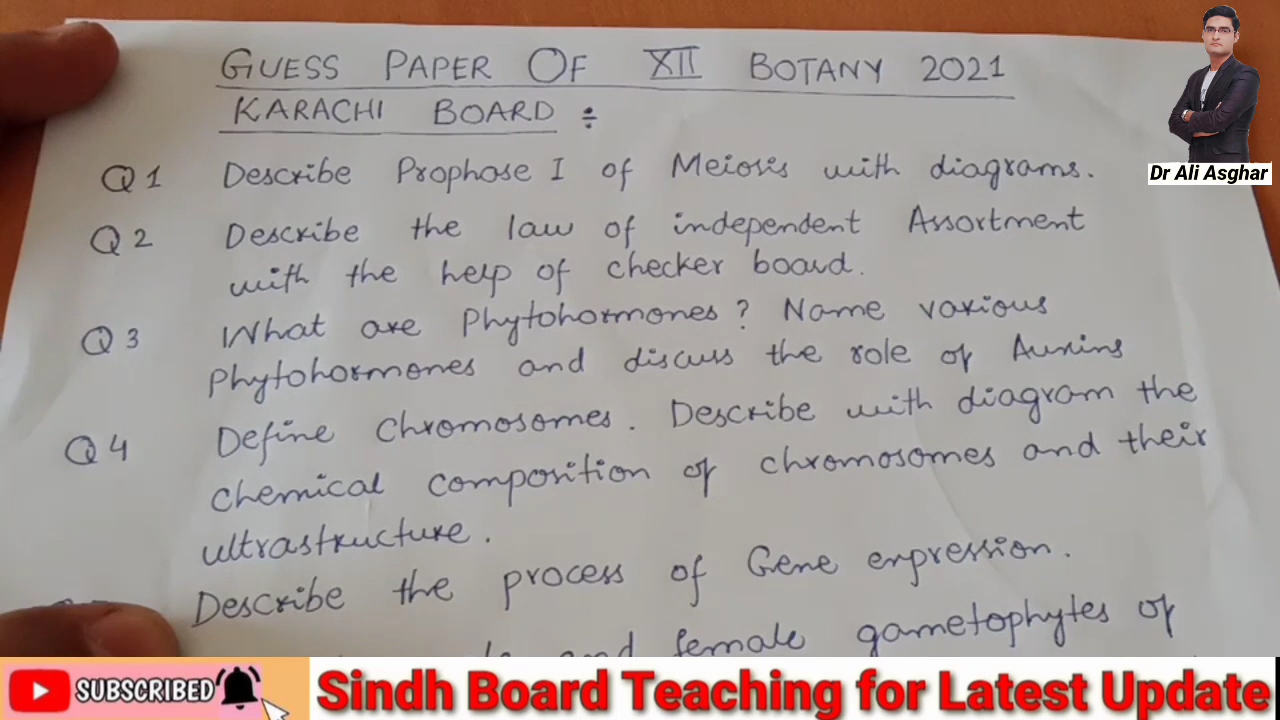 GUESS PAPER OF XII BOTANY 2021
KARACHI BOARD ÷
Dr Ali Asghar
Q1 Describe Prophase I of Meiosis with diagrams.
Q2 Describe the law of independent Assortment
with the help of checker board.
Q3 What are Phytohormones? Name various
Phytohormones and discuss the role of Auxins
Q4 Define Chromosomes. Describe with diagram the
chemical composition of chromosomes and their
ultrastructure.
Describe the process of Gene expression.
and female gametophytes of
SUBSCRIBED
Sindh Board Teaching for Latest Update